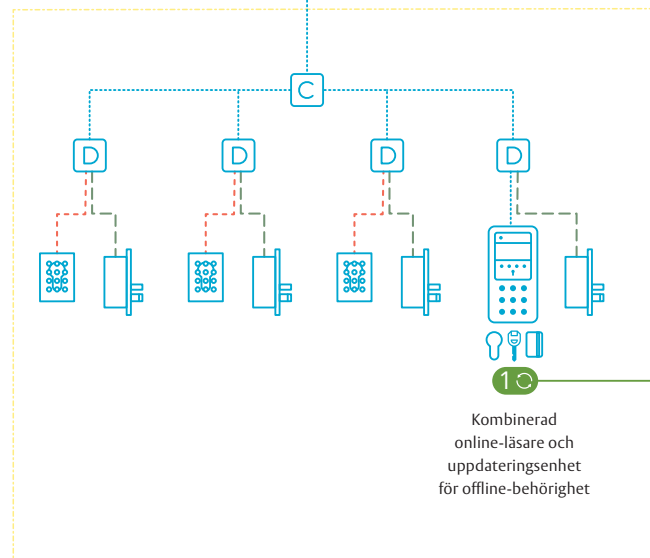 C
D D D D
1
Kombinerad
online-läsare och
uppdateringsenhet
för offline-behörighet